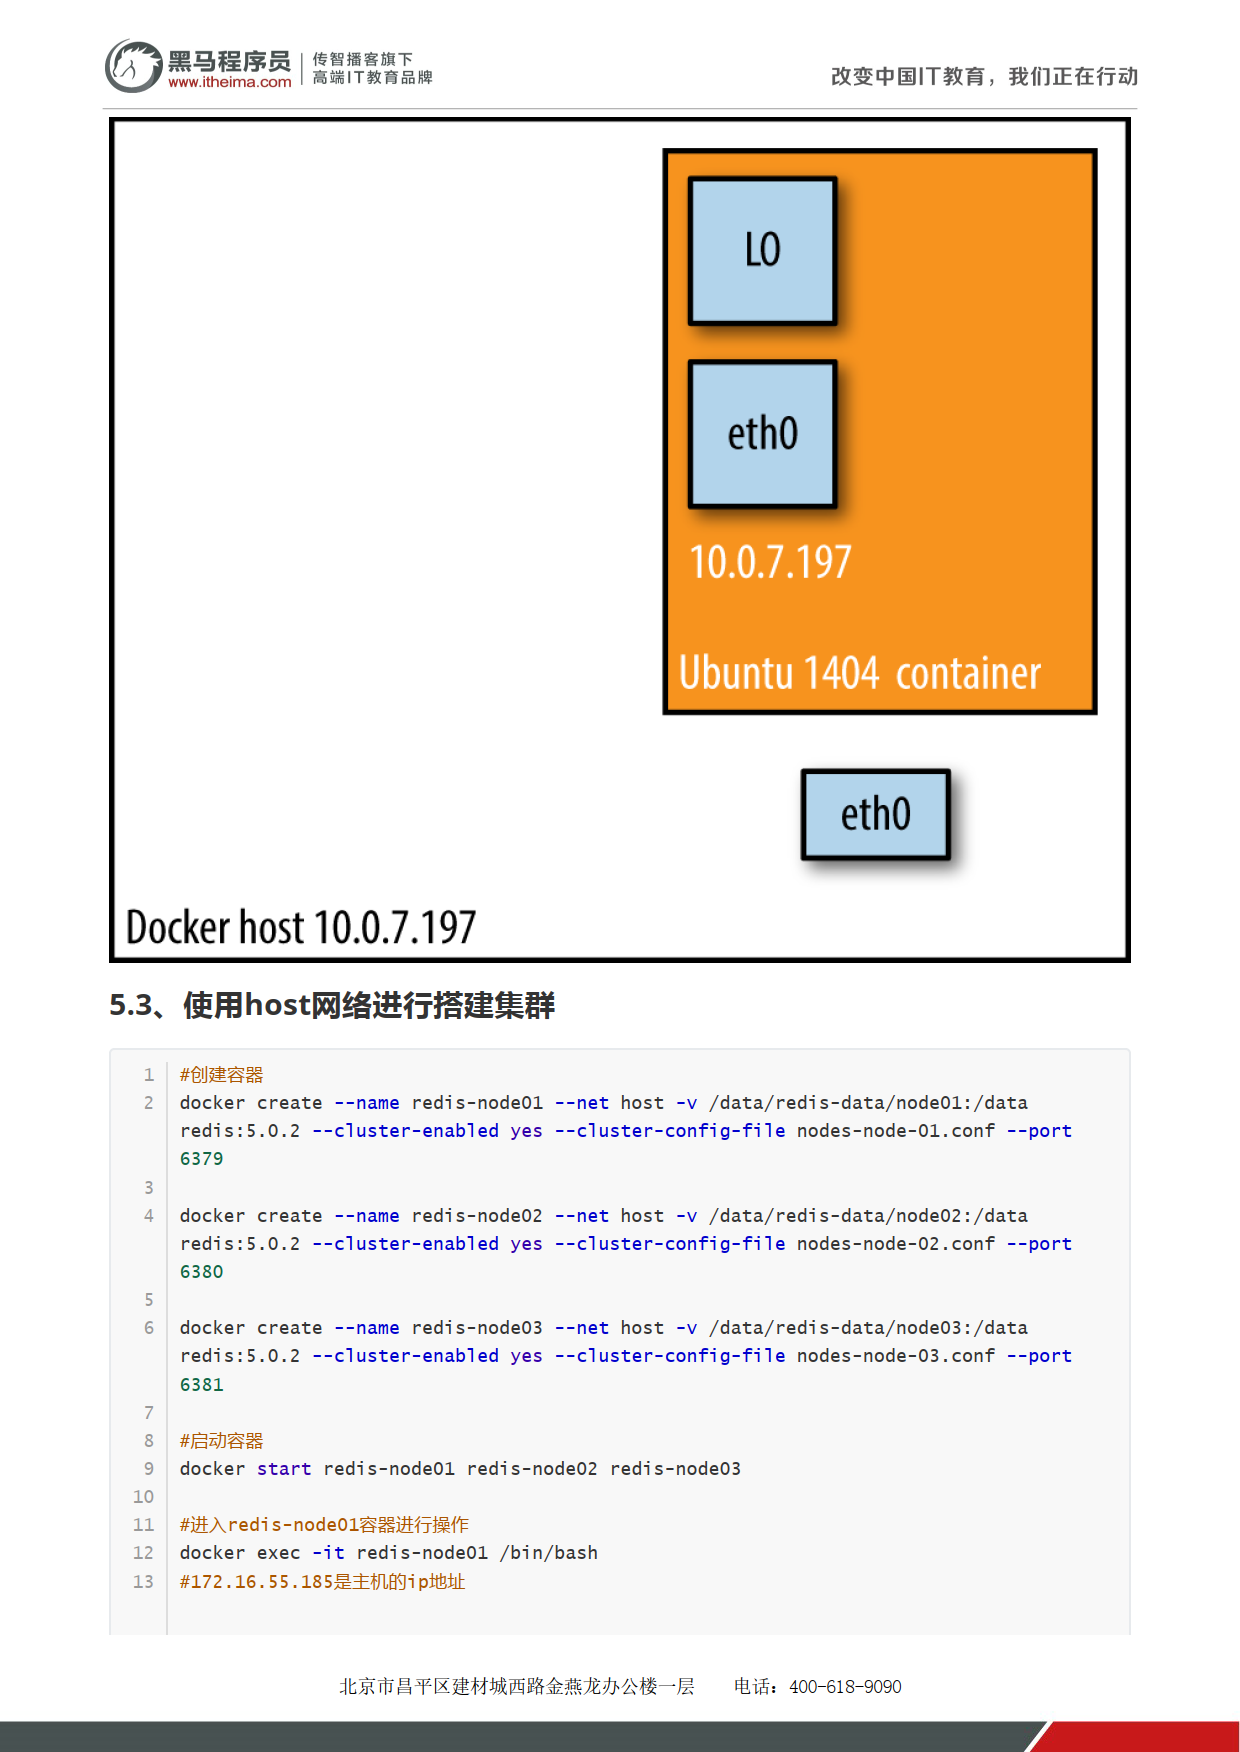 黑马程序员
www.itheima.com
传智播客旗下
高端IT教育品牌
改变中国IT教育，我们正在行动
L0
eth0
10.0.7.197
Ubuntu 1404 container
eth0
Docker host 10.0.7.197
5.3、使用host网络进行搭建集群
1 #创建容器
2 docker create --name redis-node01 --net host -v /data/redis-data/node01:/data
redis:5.0.2 --cluster-enabled yes --cluster-config-file nodes-node-01.conf --port
6379
3
4 docker create --name redis-node02 --net host -v /data/redis-data/node02:/data
redis:5.0.2 --cluster-enabled yes --cluster-config-file nodes-node-02.conf --port
6380
5
6 docker create --name redis-node03 --net host -v /data/redis-data/node03:/data
redis:5.0.2 --cluster-enabled yes --cluster-config-file nodes-node-03.conf --port
6381
7
8 #启动容器
9 docker start redis-node01 redis-node02 redis-node03
10
11 #进入redis-node01容器进行操作
12 docker exec -it redis-node01 /bin/bash
13 #172.16.55.185是主机的ip地址
北京市昌平区建材城西路金燕龙办公楼一层 电话：400-618-9090